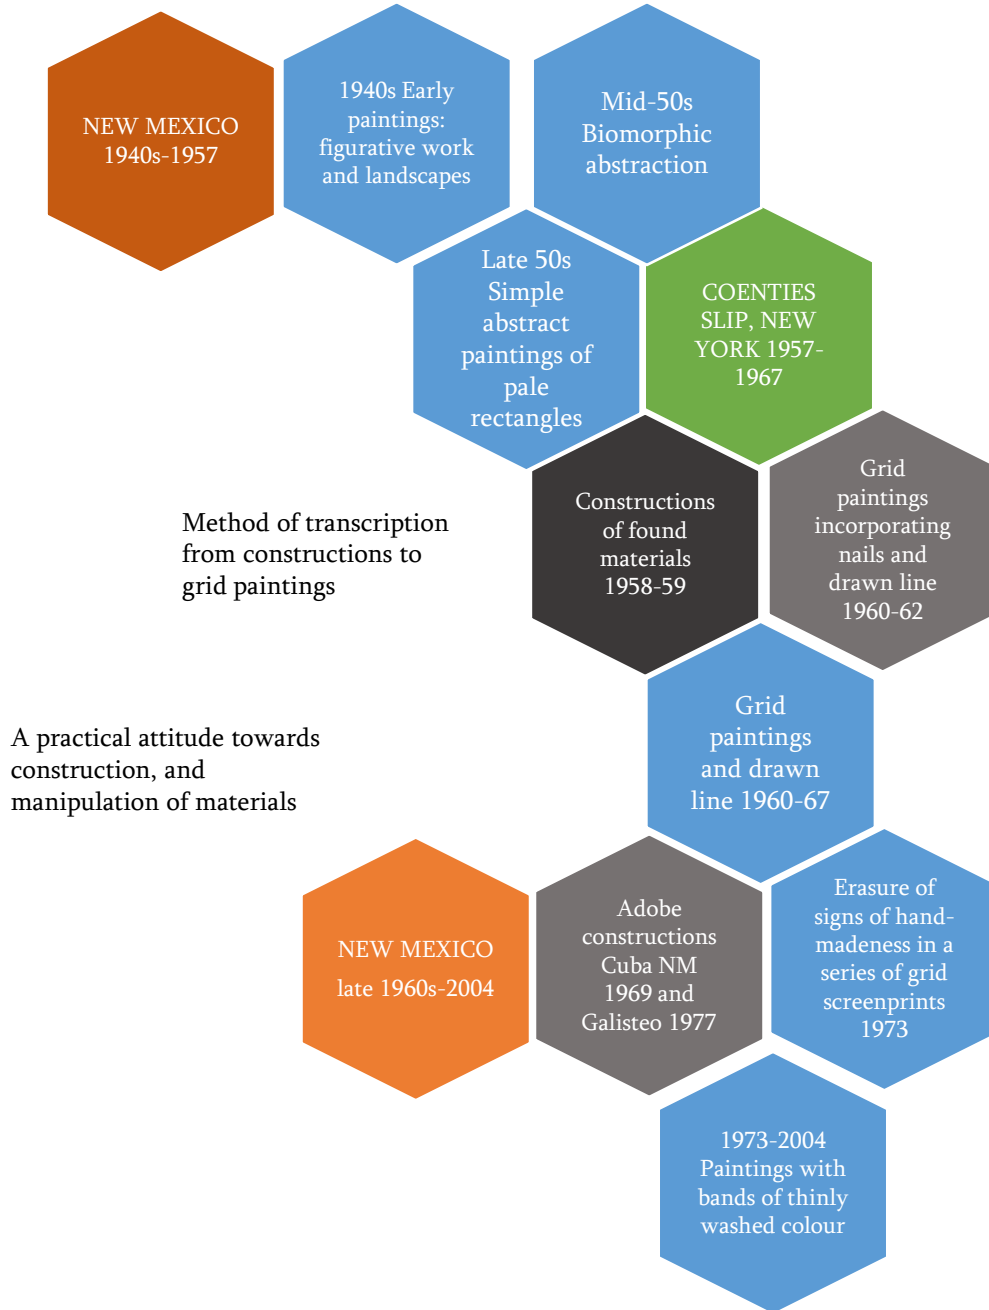 NEW MEXICO
1940s-1957
1940s Early
paintings:
figurative work
and landscapes
Mid-50s
Biomorphic
abstraction
Late 50s
Simple
abstract
paintings of
pale
rectangles
COENTIES
SLIP, NEW
YORK 1957-
1967
Method of transcription
from constructions to
grid paintings
Constructions
of found
materials
1958-59
Grid
paintings
incorporating
nails and
drawn line
1960-62
A practical attitude towards
construction, and
manipulation of materials
Grid
paintings
and drawn
line 1960-67
NEW MEXICO
late 1960s-2004
Adobe
constructions
Cuba NM
1969 and
Galisteo 1977
Erasure of
signs of hand-
madeness in a
series of grid
screenprints
1973
1973-2004
Paintings with
bands of thinly
washed colour